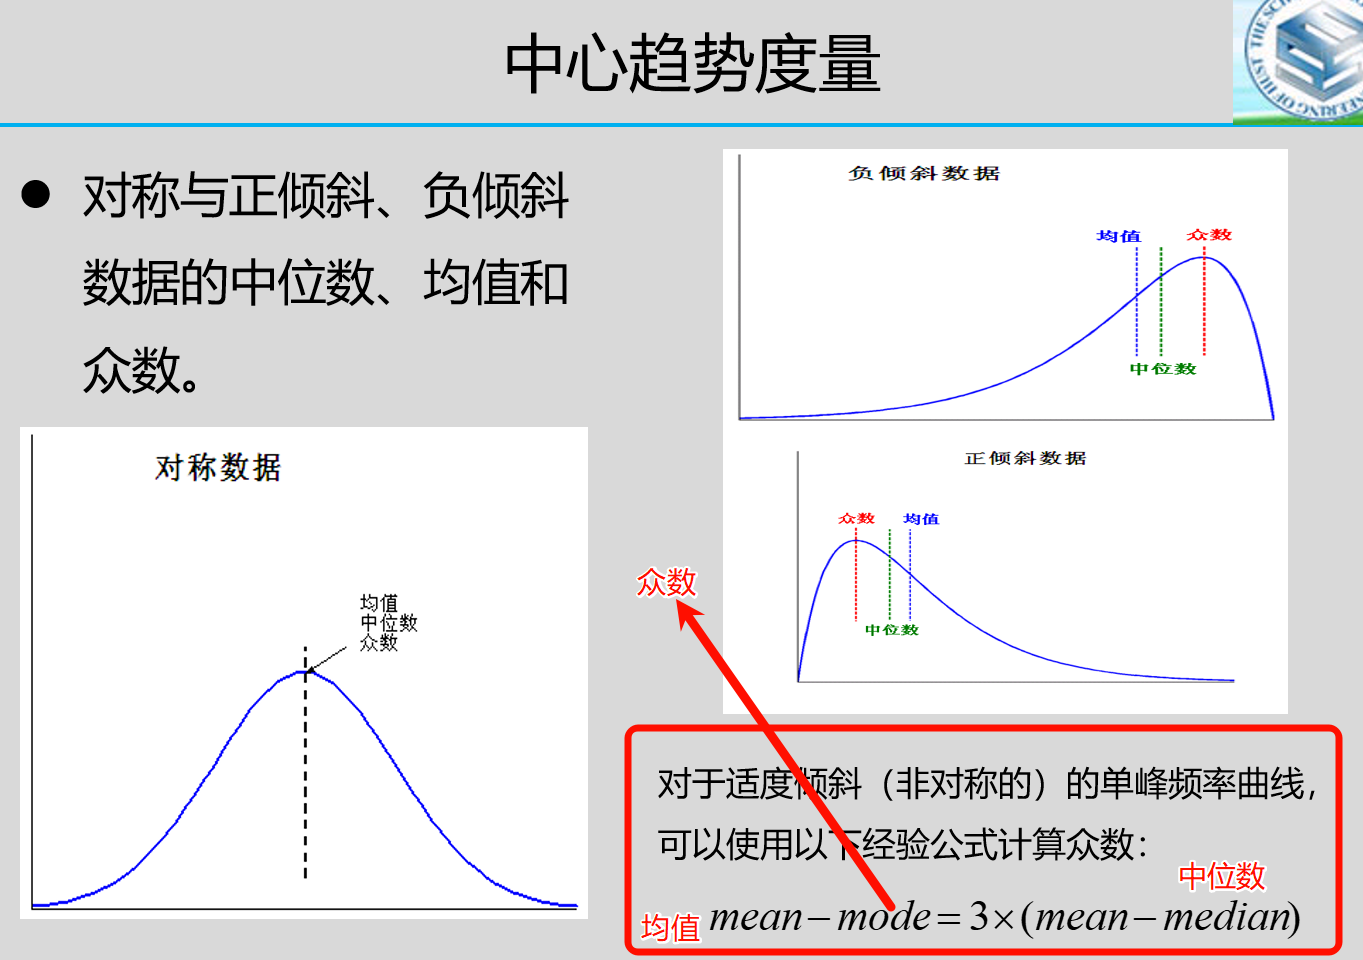 中心趋势度量
● 对称与正倾斜、负倾斜
数据的中位数、均值和
众数。
对称数据
均值
中位数
众数
负倾斜数据
均值
众数
中位数
正倾斜数据
众数
均值
中位数
众数
对于适度倾斜（非对称的）的单峰频率曲线，
可以使用以下经验公式计算众数：
中位数
均值 mean−mode=3×(mean−median)